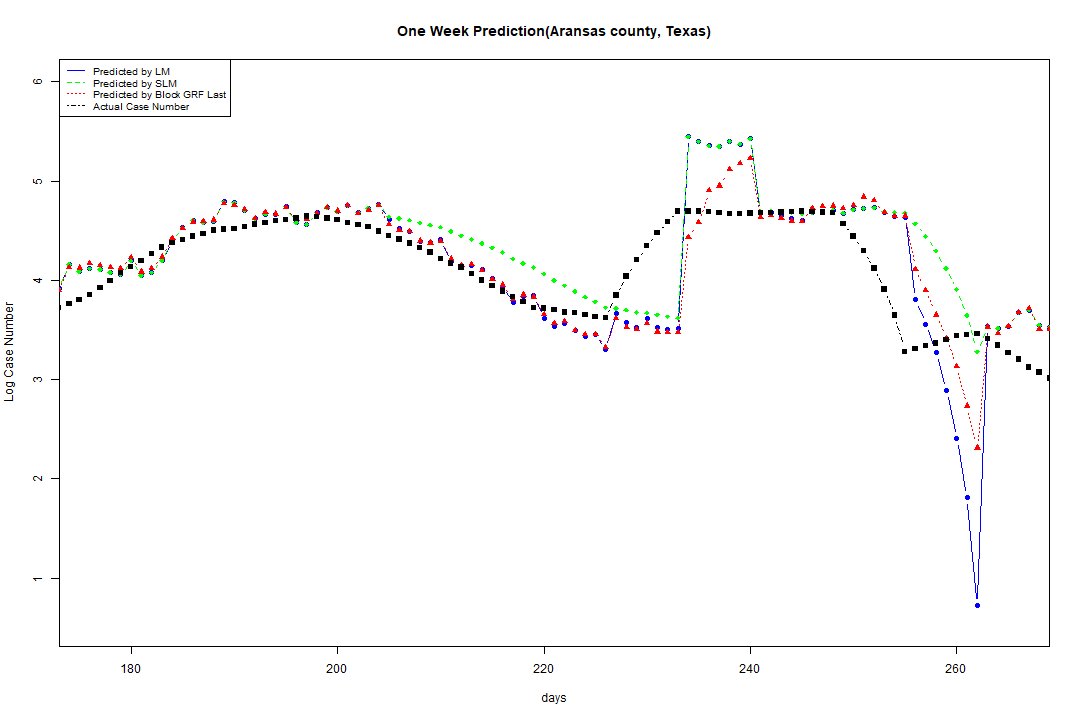 One Week Prediction(Aransas county, Texas)
Predicted by LM
Predicted by SLM
Predicted by Block GRF Last
Actual Case Number
6
5
4
3
2
1
Log Case Number
180 200 220 240 260
days